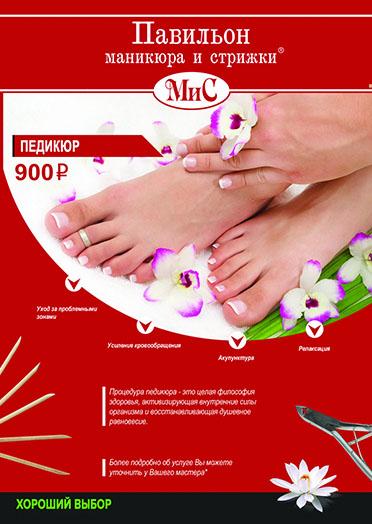 Павильон
маникюра и стрижки®
МиС
ПЕДИКЮР
900 ₽
Уход за проблемными
зонами
Усиление кровообращения
Акупунктура
Релаксация
Процедура педикюра - это целая философия
здоровья, активизирующая внутренние силы
организма и восстанавливающая душевное
равновесие.
Более подробно об услуге Вы можете
уточнить у Вашего мастера*
ХОРОШИЙ ВЫБОР